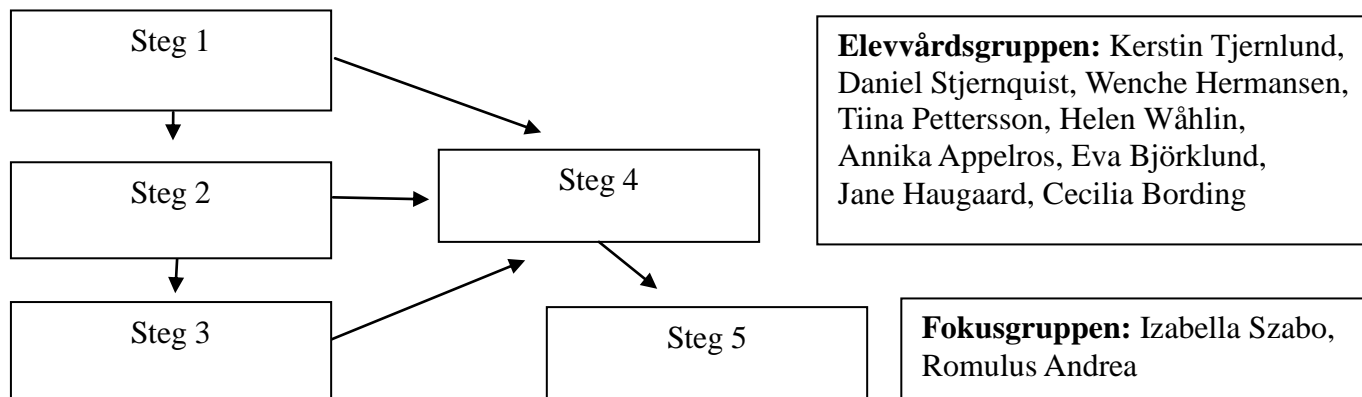 Steg 1
Steg 2
Steg 3
Steg 4
Steg 5
Elevvårdsgruppen: Kerstin Tjernlund,
Daniel Stjernquist, Wenche Hermansen,
Tiina Pettersson, Helen Wåhlin,
Annika Appelros, Eva Björklund,
Jane Haugaard, Cecilia Bording
Fokusgruppen: Izabella Szabo,
Romulus Andrea